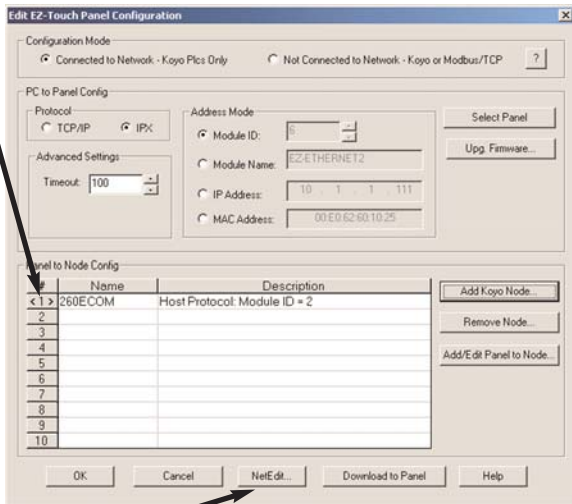 Edit EZ-Touch Panel Configuration
Configuration Mode
Connected to Network - Koyo Plcs Only
Not Connected to Network - Koyo or Modbus/TCP
?
PC to Panel Config
Protocol
TCP/IP
IPX
Advanced Settings
Timeout: 100
Address Mode
Module ID: 6
Module Name: EZ-ETHERNET2
IP Address: 10 . 1 . 1 . 111
MAC Address: 00:E0:62:60:10:25
Select Panel
Upg. Firmware...
Panel to Node Config
# Name Description
<1> 260ECOM Host Protocol: Module ID = 2
2
3
4
5
6
7
8
9
10
Add Koyo Node...
Remove Node...
Add/Edit Panel to Node...
OK Cancel NetEdit... Download to Panel Help